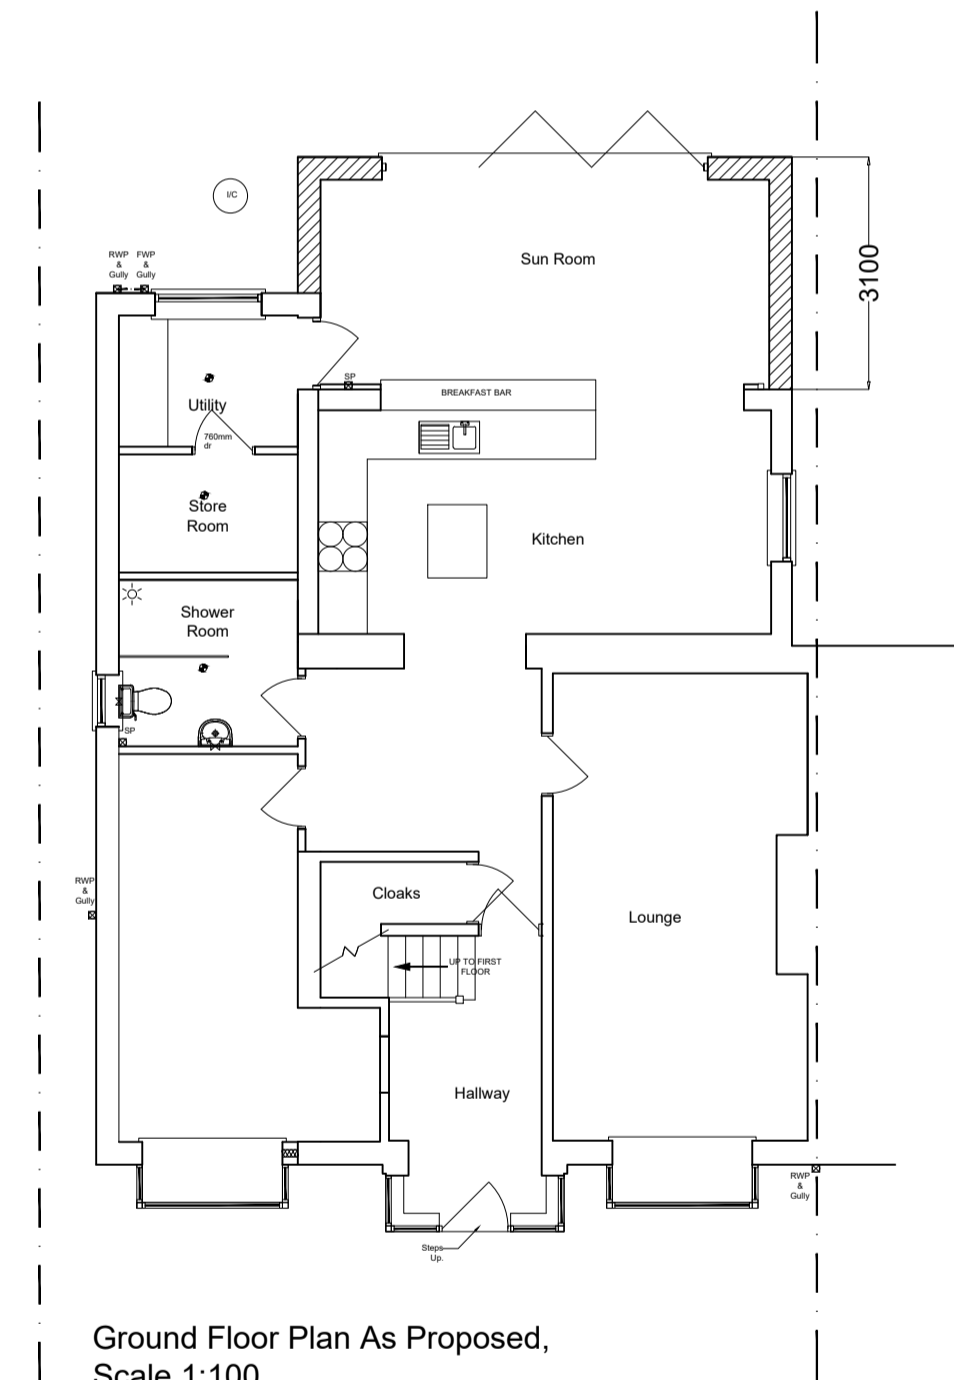 I/C
RWP
&
Gully
FWP
&
Gully
Sun Room
3100
SP
BREAKFAST BAR
Utility
760mm
dr
Store
Room
Kitchen
Shower
Room
SP
RWP
&
Gully
Cloaks
Lounge
UP TO FIRST
FLOOR
Hallway
RWP
&
Gully
Steps
Up.
Ground Floor Plan As Proposed,
Scale 1:100